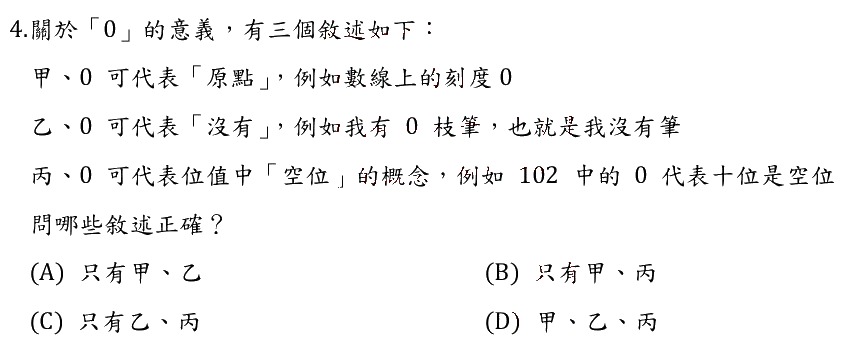 4.關於「0」的意義，有三個敘述如下：
甲、0 可代表「原點」，例如數線上的刻度 0
乙、0 可代表「沒有」，例如我有 0 枝筆，也就是我沒有筆
丙、0 可代表位值中「空位」的概念，例如 102 中的 0 代表十位是空位
問哪些敘述正確？
(A) 只有甲、乙 (B) 只有甲、丙
(C) 只有乙、丙 (D) 甲、乙、丙